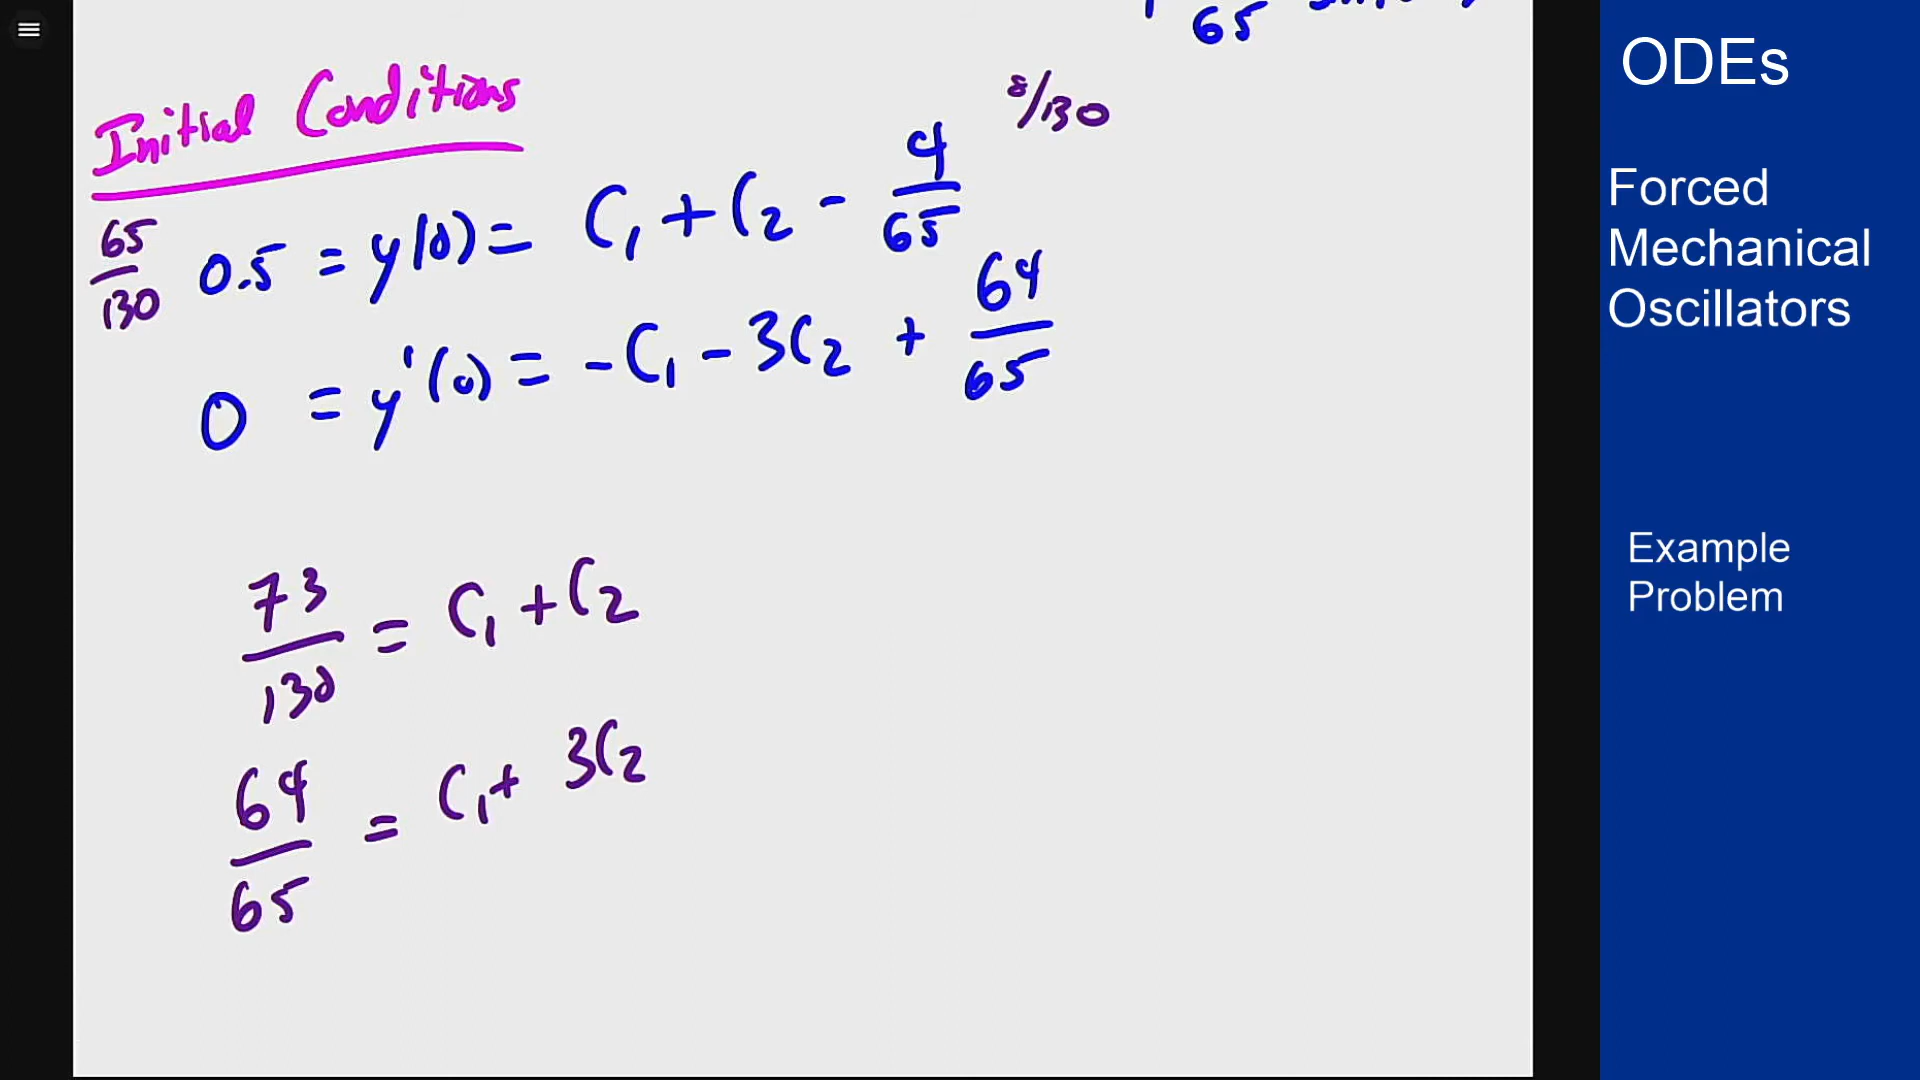 65
8/130
Initial Conditions
65/130 0.5 = y(0) = C₁ + C₂ - 4/65
0 = y'(0) = -C₁ - 3C₂ + 64/65
73/130 = C₁ + C₂
64/65 = C₁ + 3C₂
ODEs
Forced
Mechanical
Oscillators
Example
Problem